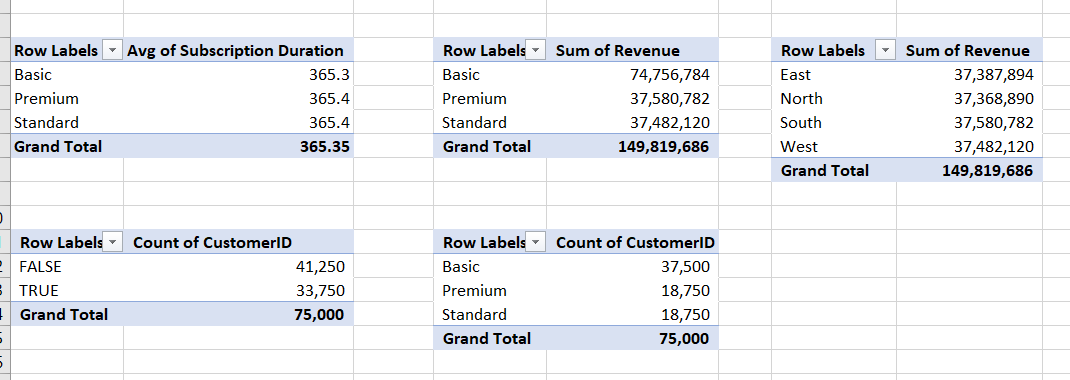 Row Labels Avg of Subscription Duration
Basic 365.3
Premium 365.4
Standard 365.4
Grand Total 365.35
Row Labels Sum of Revenue
Basic 74,756,784
Premium 37,580,782
Standard 37,482,120
Grand Total 149,819,686
Row Labels Sum of Revenue
East 37,387,894
North 37,368,890
South 37,580,782
West 37,482,120
Grand Total 149,819,686
Row Labels Count of CustomerID
FALSE 41,250
TRUE 33,750
Grand Total 75,000
Row Labels Count of CustomerID
Basic 37,500
Premium 18,750
Standard 18,750
Grand Total 75,000